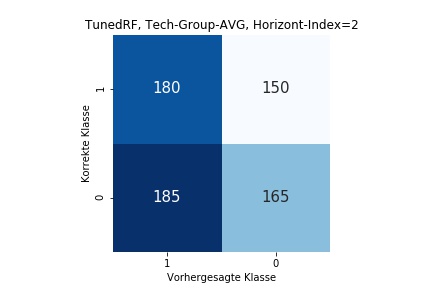 TunedRF, Tech-Group-AVG, Horizont-Index=2
Korrekte Klasse
1
180
150
0
185
165
1
0
Vorhergesagte Klasse